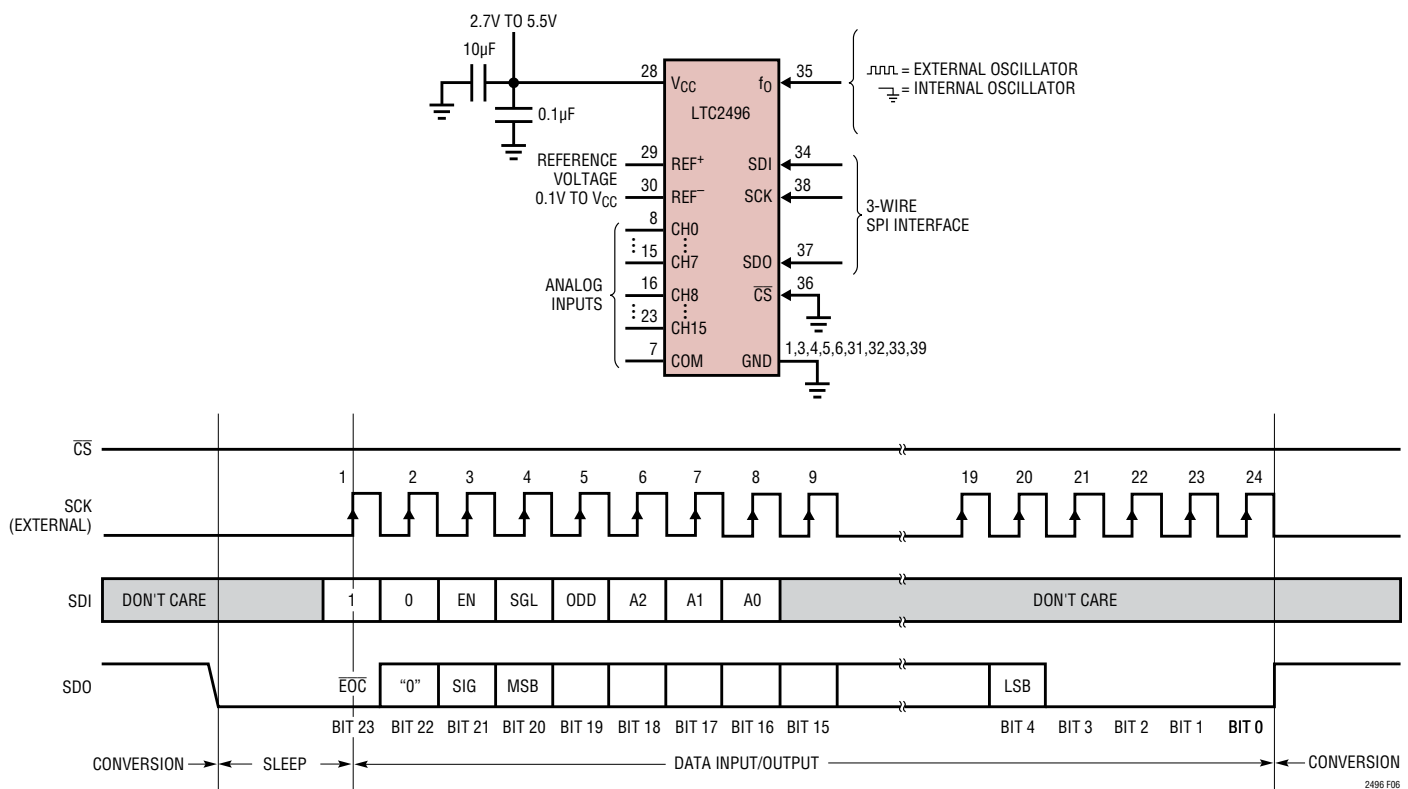 2.7V TO 5.5V
10µF
0.1µF
28
VCC
fO
35
= EXTERNAL OSCILLATOR
= INTERNAL OSCILLATOR
LTC2496
REFERENCE
VOLTAGE
0.1V TO VCC
29
REF+
30
REF–
SDI
34
SCK
38
SDO
37
CS
36
3-WIRE
SPI INTERFACE
ANALOG
INPUTS
8
CH0
15
CH7
16
CH8
23
CH15
7
COM
GND
1,3,4,5,6,31,32,33,39
CS
SCK
(EXTERNAL)
1 2 3 4 5 6 7 8 9 19 20 21 22 23 24
SDI
DON'T CARE 1 0 EN SGL ODD A2 A1 A0 DON'T CARE
SDO
EOC "0" SIG MSB LSB
BIT 23 BIT 22 BIT 21 BIT 20 BIT 19 BIT 18 BIT 17 BIT 16 BIT 15 BIT 4 BIT 3 BIT 2 BIT 1 BIT 0
CONVERSION SLEEP DATA INPUT/OUTPUT CONVERSION
2496 F06